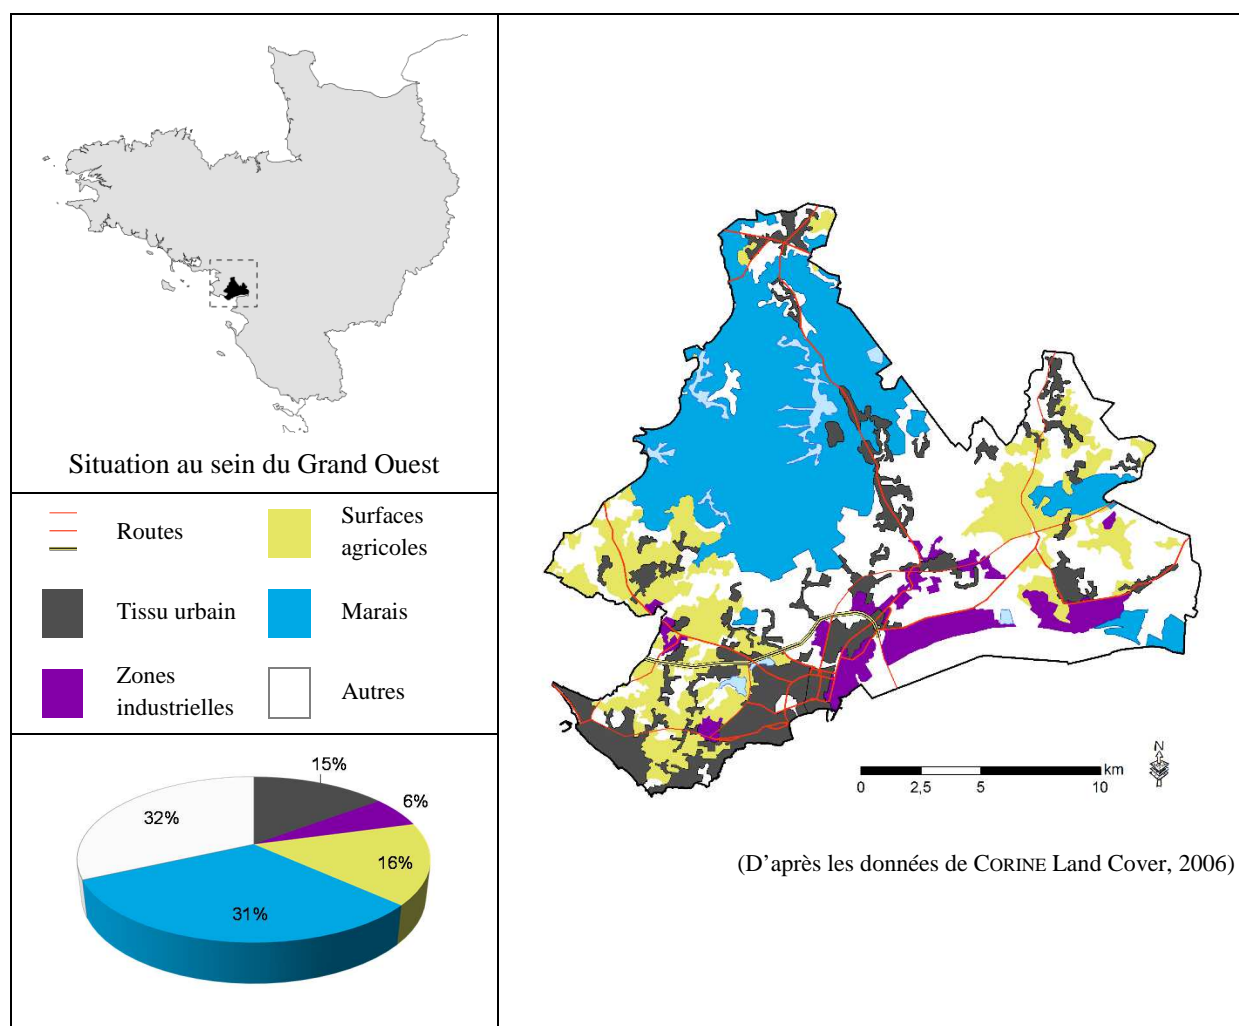 Situation au sein du Grand Ouest
Routes
Surfaces
agricoles
Tissu urbain
Marais
Zones
industrielles
Autres
15%
6%
16%
31%
32%
N
km
0
2,5
5
10
(D'après les données de CORINE Land Cover, 2006)